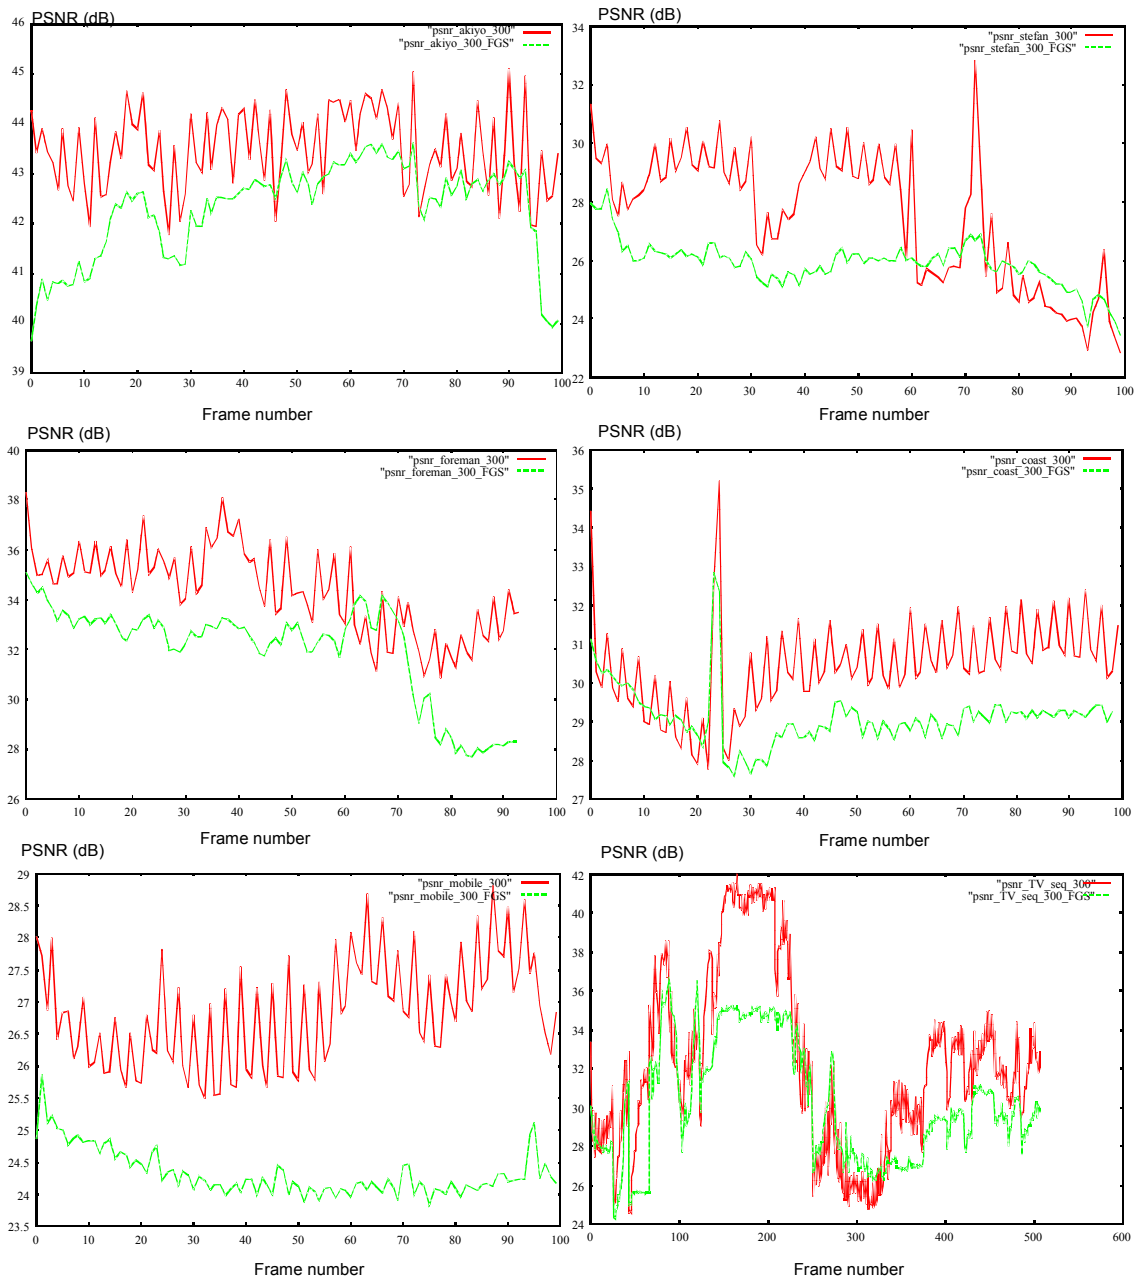 PSNR (dB)
"psnr_akiyo_300"
"psnr_akiyo_300_FGS"
46
45
44
43
42
41
40
39
0 10 20 30 40 50 60 70 80 90 100
Frame number
PSNR (dB)
"psnr_stefan_300"
"psnr_stefan_300_FGS"
34
32
30
28
26
24
22
0 10 20 30 40 50 60 70 80 90 100
Frame number
PSNR (dB)
"psnr_foreman_300"
"psnr_foreman_300_FGS"
40
38
36
34
32
30
28
26
0 10 20 30 40 50 60 70 80 90 100
Frame number
PSNR (dB)
"psnr_coast_300"
"psnr_coast_300_FGS"
36
35
34
33
32
31
30
29
28
27
0 10 20 30 40 50 60 70 80 90 100
Frame number
PSNR (dB)
"psnr_mobile_300"
"psnr_mobile_300_FGS"
29
28.5
28
27.5
27
26.5
26
25.5
25
24.5
24
23.5
0 10 20 30 40 50 60 70 80 90 100
Frame number
PSNR (dB)
"psnr_TV_seq_300"
"psnr_TV_seq_300_FGS"
42
40
38
36
34
32
30
28
26
24
0 100 200 300 400 500 600
Frame number